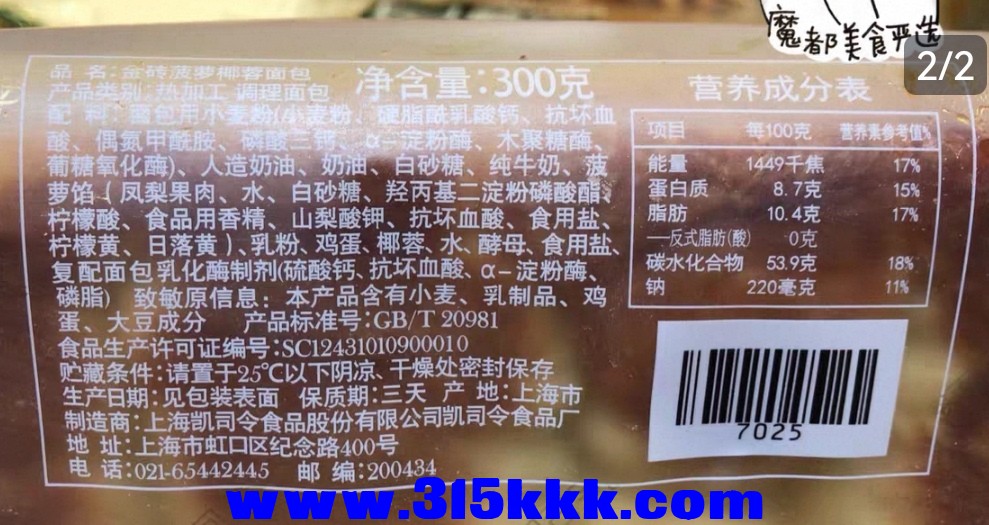 魔都美食严选
2/2
品 名:金砖菠萝椰蓉面包
净含量:300克
产品类别:热加工 调理面包
配 料:面包用小麦粉(小麦粉、硬脂酰乳酸钙、抗坏血
酸、偶氮甲酰胺、磷酸三钙、α-淀粉酶、木聚糖酶、
葡糖氧化酶)、人造奶油、奶油、白砂糖、纯牛奶、菠
萝馅(凤梨果肉、水、白砂糖、羟丙基二淀粉磷酸酯、
柠檬酸、食品用香精、山梨酸钾、抗坏血酸、食用盐、
柠檬黄、日落黄)、乳粉、鸡蛋、椰蓉、水、酵母、食用盐、
复配面包乳化酶制剂(硫酸钙、抗坏血酸、α-淀粉酶、
磷脂) 致敏原信息:本产品含有小麦、乳制品、鸡
蛋、大豆成分 产品标准号:GB/T 20981
食品生产许可证编号:SC12431010900010
贮藏条件:请置于25℃以下阴凉、干燥处密封保存
生产日期:见包装表面 保质期:三天 产 地:上海市
制造商:上海凯司令食品股份有限公司凯司令食品厂
地 址:上海市虹口区纪念路400号
电 话:021-65442445 邮 编:200434
营养成分表
项目 每100克 营养素参考值%
能量 1449千焦 17%
蛋白质 8.7克 15%
脂肪 10.4克 17%
—反式脂肪(酸) 0克
碳水化合物 53.9克 18%
钠 220毫克 11%
7025
www.315kkk.com